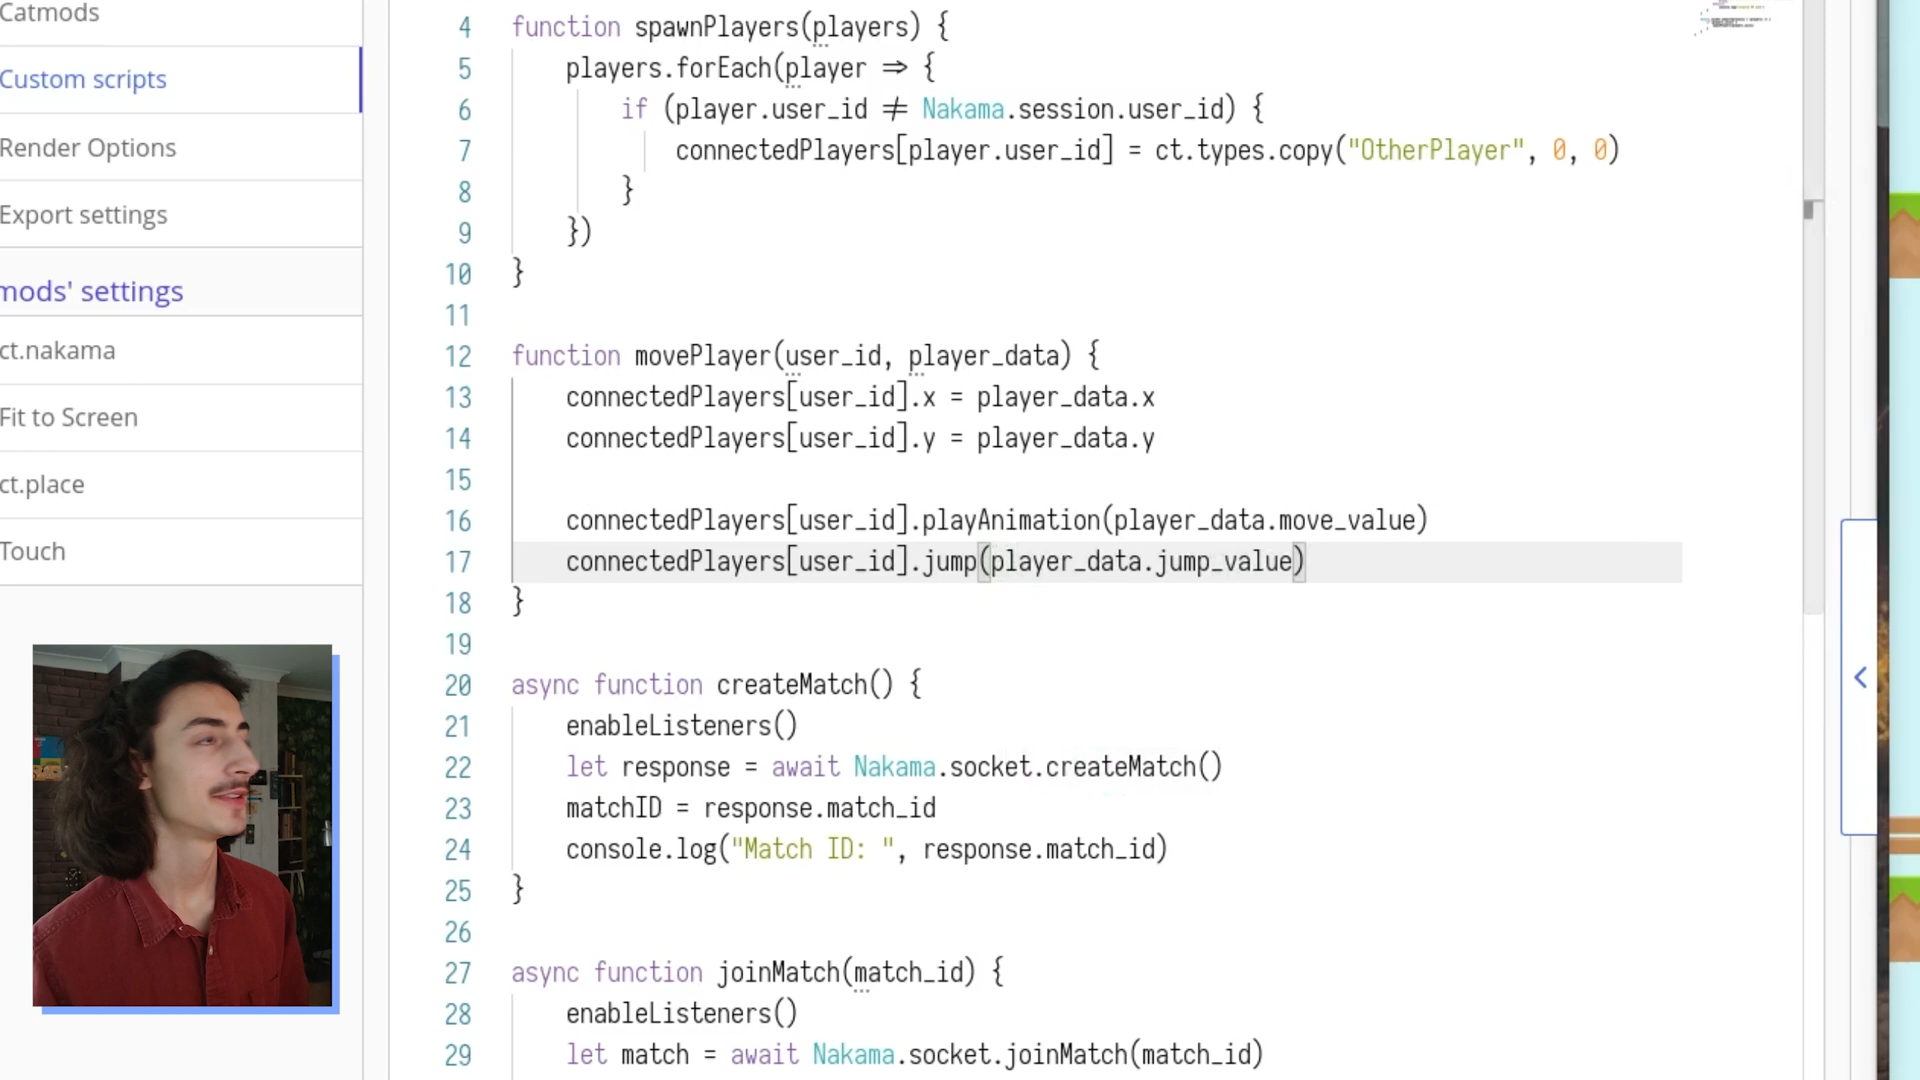 Catmods
Custom scripts
Render Options
Export settings
mods' settings
ct.nakama
Fit to Screen
ct.place
Touch
4 function spawnPlayers(players) {
5 players.forEach(player => {
6 if (player.user_id ≠ Nakama.session.user_id) {
7 connectedPlayers[player.user_id] = ct.types.copy("OtherPlayer", 0, 0)
8 }
9 })
10 }
11
12 function movePlayer(user_id, player_data) {
13 connectedPlayers[user_id].x = player_data.x
14 connectedPlayers[user_id].y = player_data.y
15
16 connectedPlayers[user_id].playAnimation(player_data.move_value)
17 connectedPlayers[user_id].jump(player_data.jump_value)
18 }
19
20 async function createMatch() {
21 enableListeners()
22 let response = await Nakama.socket.createMatch()
23 matchID = response.match_id
24 console.log("Match ID: ", response.match_id)
25 }
26
27 async function joinMatch(match_id) {
28 enableListeners()
29 let match = await Nakama.socket.joinMatch(match_id)